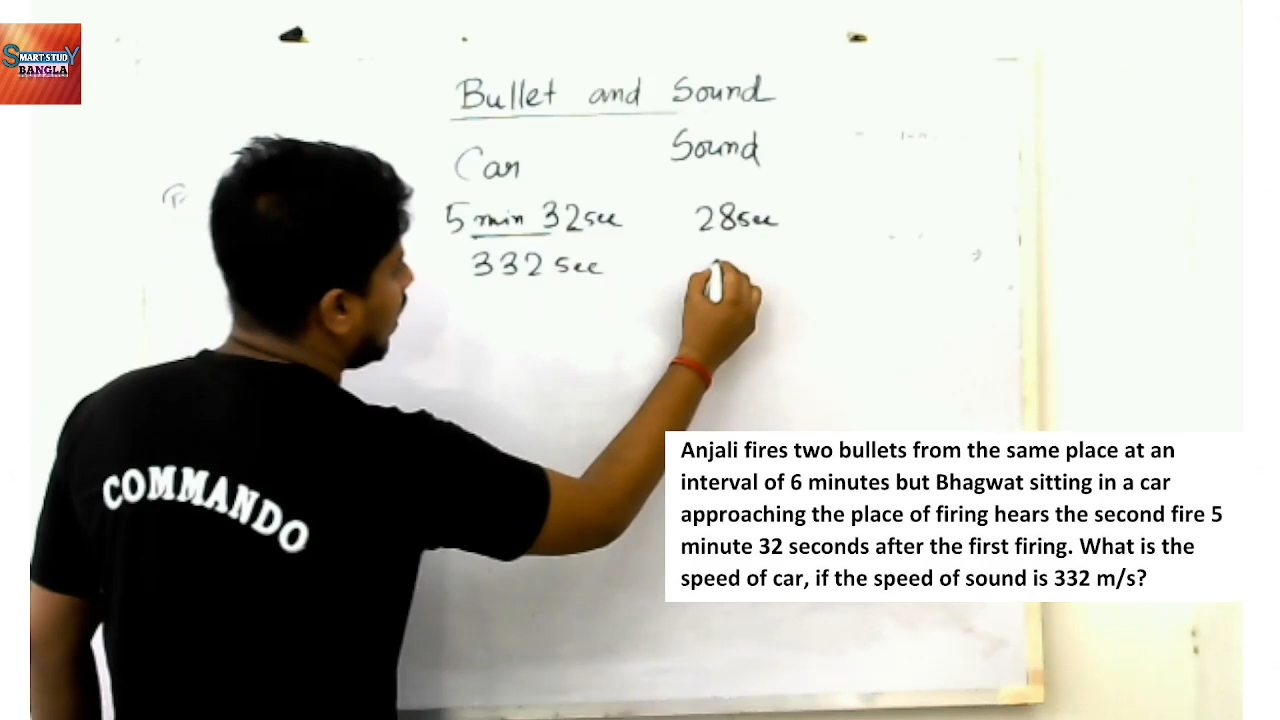 SMART STUDY
BANGLA
Bullet and Sound
Car Sound
5 min 32 sec 28 sec
332 sec
COMMANDO
Anjali fires two bullets from the same place at an
interval of 6 minutes but Bhagwat sitting in a car
approaching the place of firing hears the second fire 5
minute 32 seconds after the first firing. What is the
speed of car, if the speed of sound is 332 m/s?